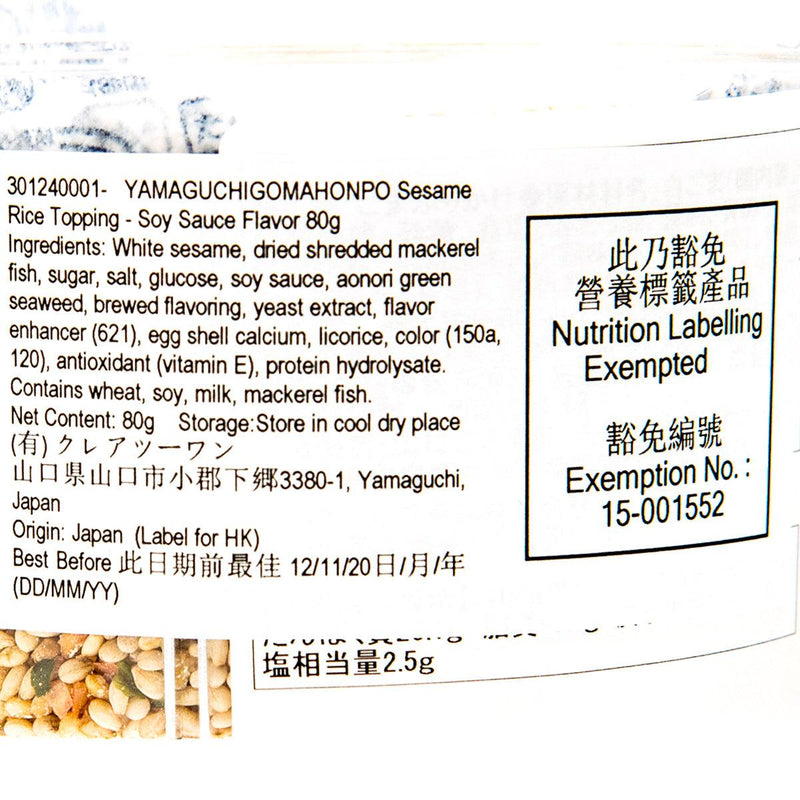 301240001- YAMAGUCHIGOMAHONPO Sesame
Rice Topping - Soy Sauce Flavor 80g
Ingredients: White sesame, dried shredded mackerel
fish, sugar, salt, glucose, soy sauce, aonori green
seaweed, brewed flavoring, yeast extract, flavor
enhancer (621), egg shell calcium, licorice, color (150a,
120), antioxidant (vitamin E), protein hydrolysate.
Contains wheat, soy, milk, mackerel fish.
Net Content: 80g Storage:Store in cool dry place
(有) クレアツーワン
山口県山口市小郡下郷3380-1, Yamaguchi,
Japan
Origin: Japan (Label for HK)
Best Before 此日期前最佳 12/11/20日/月/年
(DD/MM/YY)
此乃豁免
營養標籤產品
Nutrition Labelling
Exempted
豁免編號
Exemption No.:
15-001552
塩相当量2.5g